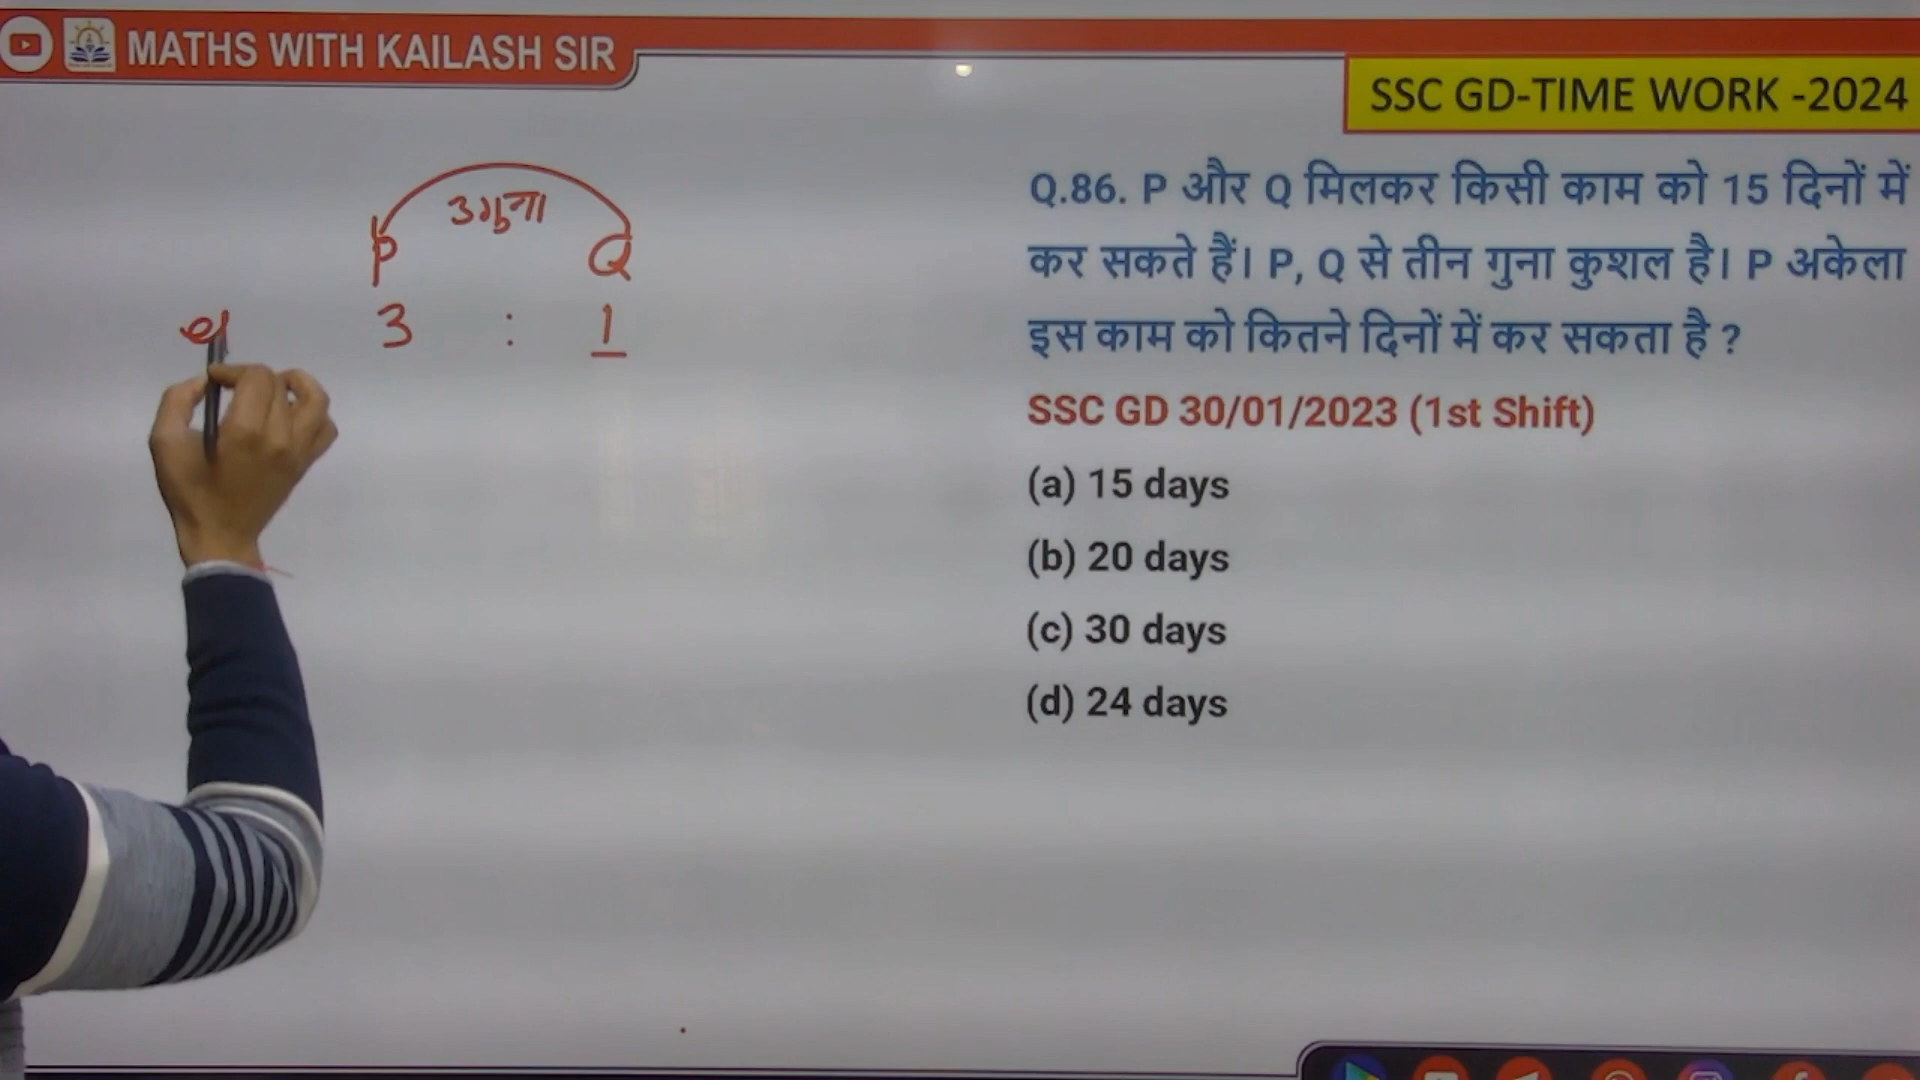 MATHS WITH KAILASH SIR
SSC GD-TIME WORK -2024
3गुना
P Q
3 : 1
Q.86. P और Q मिलकर किसी काम को 15 दिनों में
कर सकते हैं। P, Q से तीन गुना कुशल है। P अकेला
इस काम को कितने दिनों में कर सकता है ?
SSC GD 30/01/2023 (1st Shift)
(a) 15 days
(b) 20 days
(c) 30 days
(d) 24 days